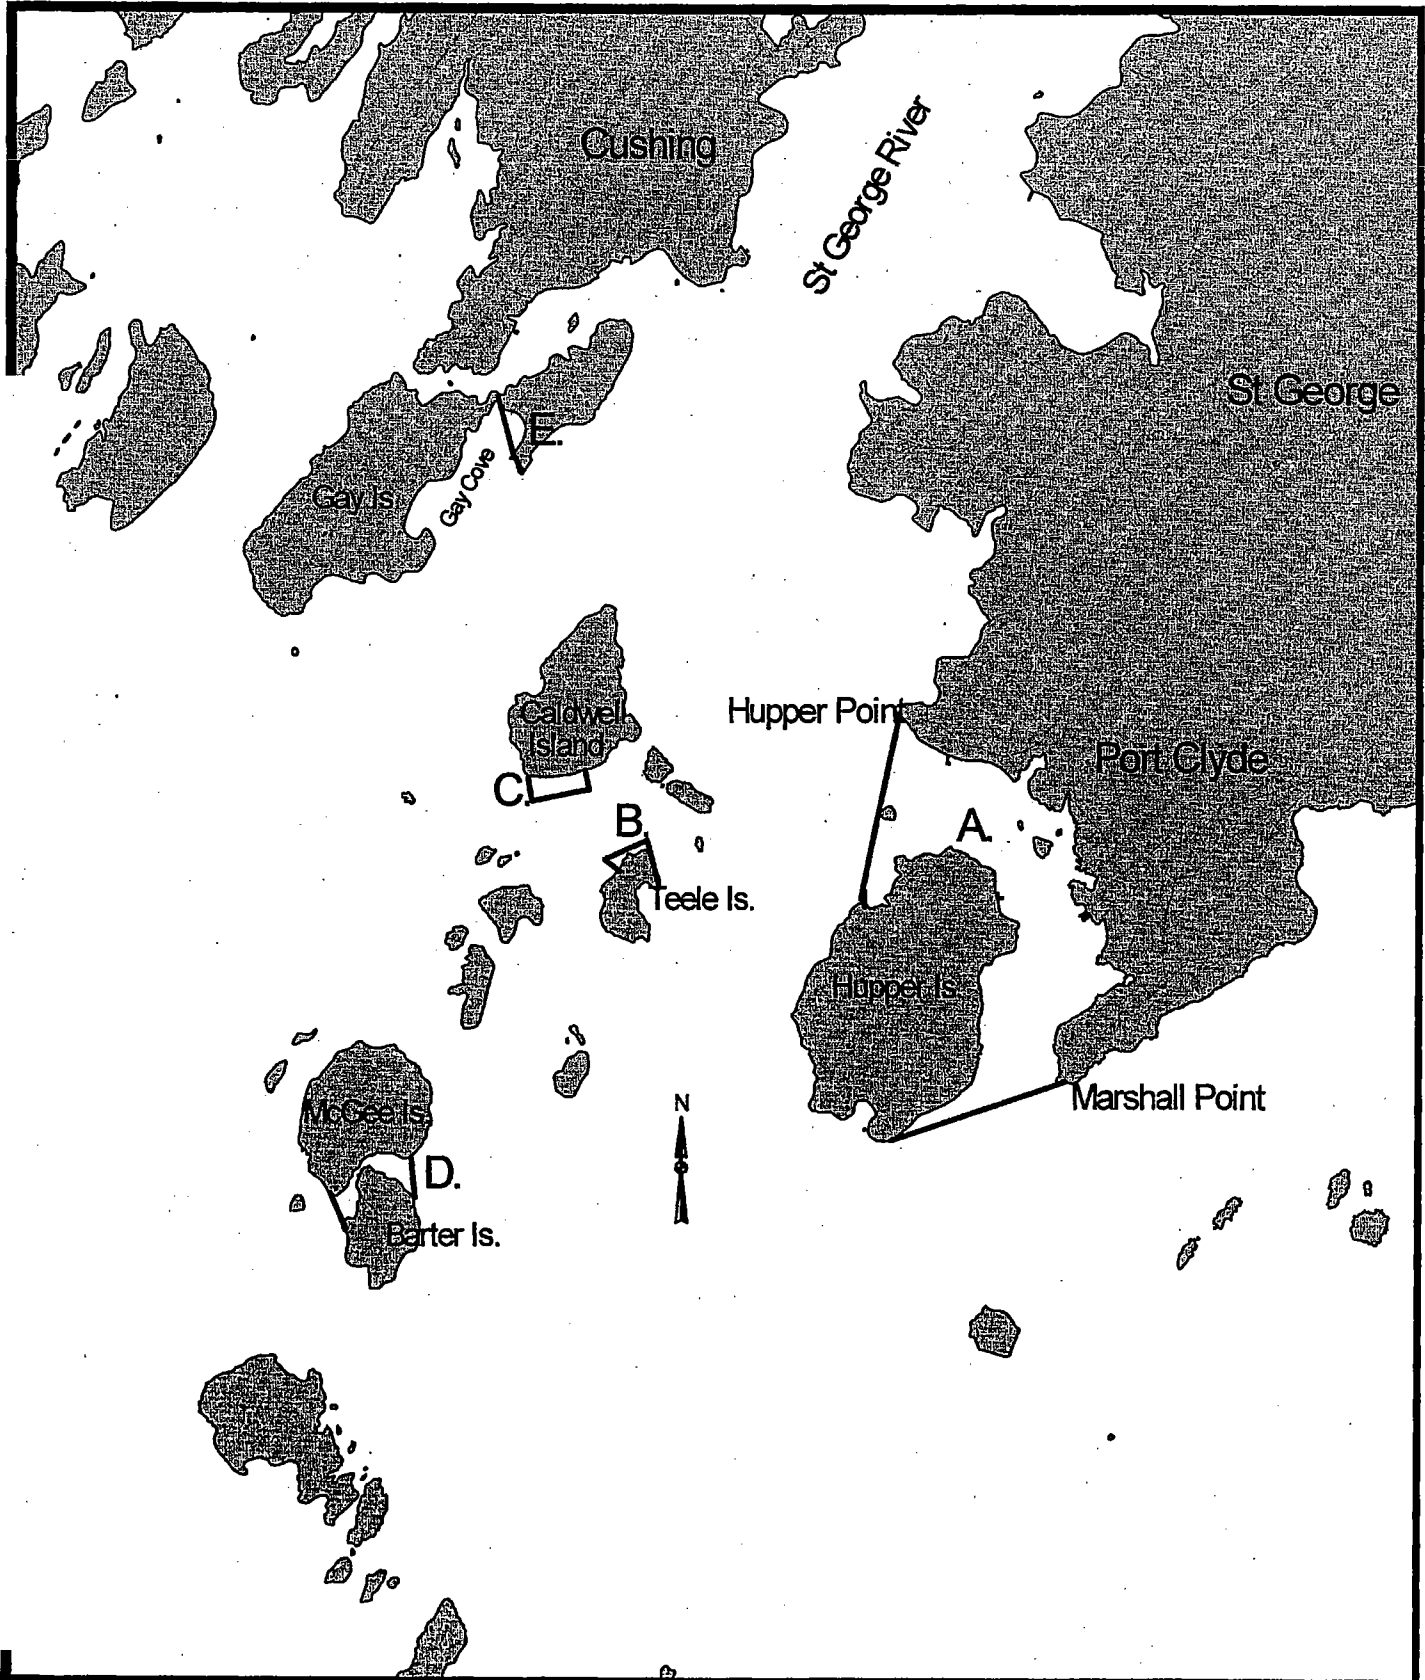 Cushing
St George River
St George
E.
Gay Cove
Gay Is.
Hupper Point
Caldwell
Island
Port Clyde
C.
B.
A.
Teele Is.
Hupper Is.
McGee Is.
N
Marshall Point
D.
Barter Is.